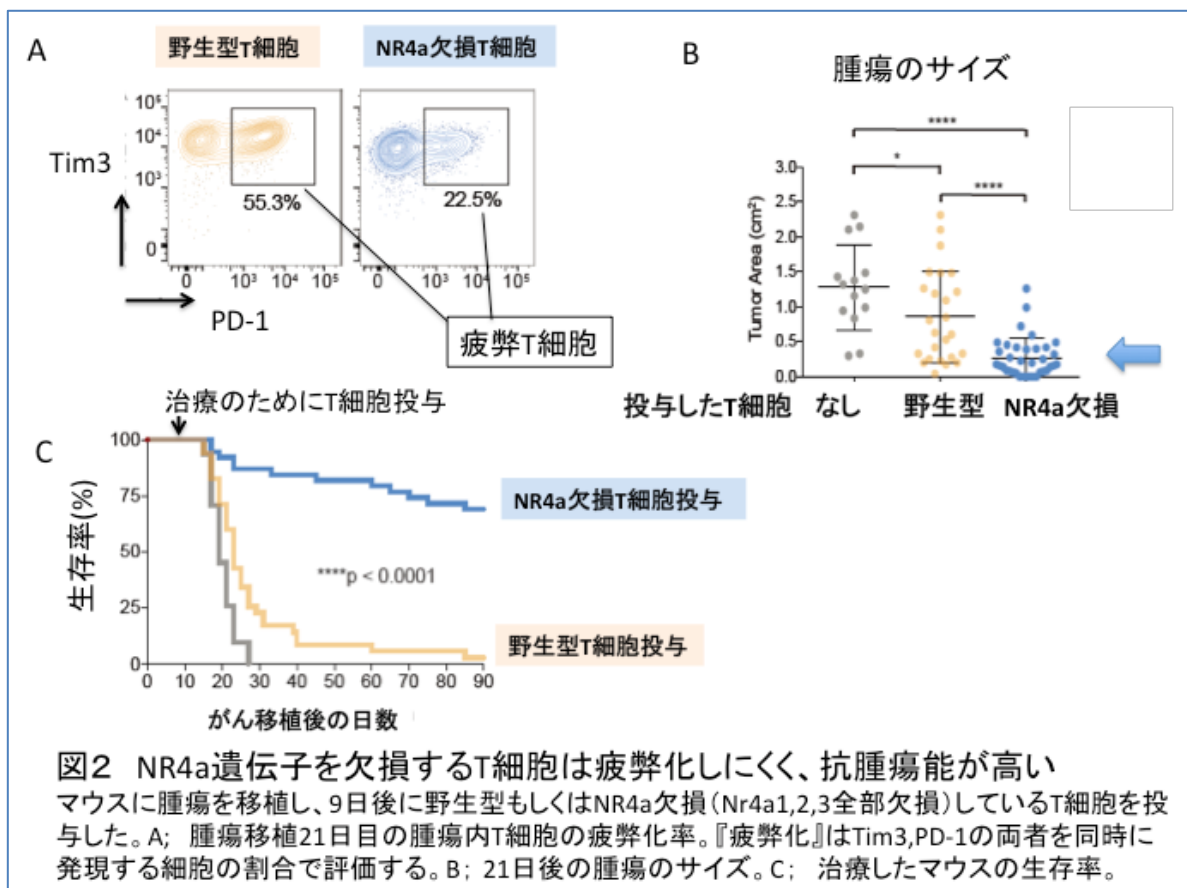 A
野生型T細胞
NR4a欠損T細胞
Tim3
10⁵
10⁴
10³
0
55.3%
22.5%
0 10³ 10⁴ 10⁵
0 10³ 10⁴ 10⁵
PD-1
疲弊T細胞
B
腫瘍のサイズ
****
*
****
Tumor Area (cm²)
3.0
2.5
2.0
1.5
1.0
0.5
0.0
投与したT細胞 なし 野生型 NR4a欠損
治療のためにT細胞投与
C
生存率(%)
100
75
50
25
0
NR4a欠損T細胞投与
****p < 0.0001
野生型T細胞投与
0 10 20 30 40 50 60 70 80 90
がん移植後の日数
図2 NR4a遺伝子を欠損するT細胞は疲弊化しにくく、抗腫瘍能が高い
マウスに腫瘍を移植し、9日後に野生型もしくはNR4a欠損(Nr4a1,2,3全部欠損)しているT細胞を投
与した。A; 腫瘍移植21日目の腫瘍内T細胞の疲弊化率。『疲弊化』はTim3,PD-1の両者を同時に
発現する細胞の割合で評価する。B; 21日後の腫瘍のサイズ。C; 治療したマウスの生存率。